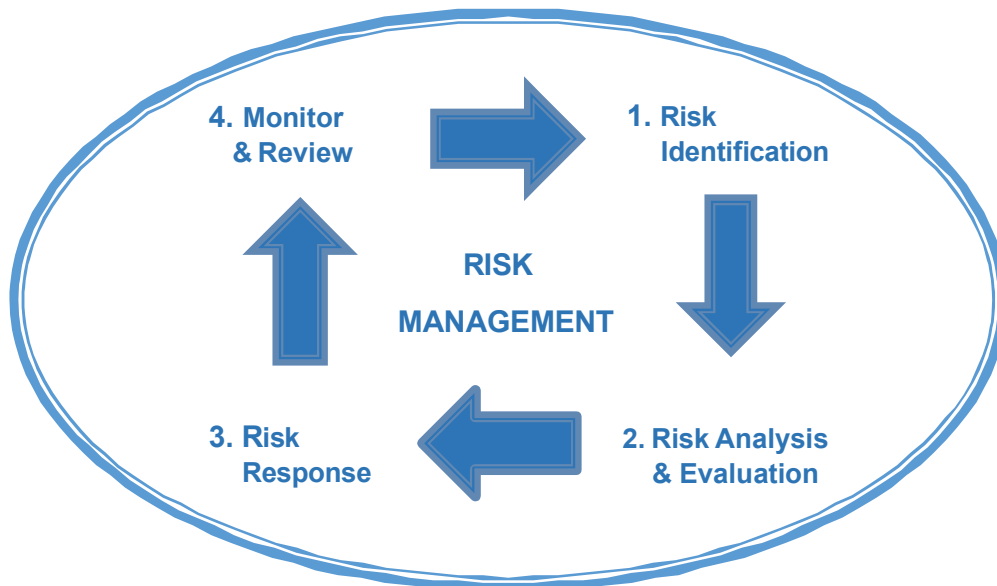 4. Monitor
& Review
1. Risk
Identification
RISK
MANAGEMENT
3. Risk
Response
2. Risk Analysis
& Evaluation